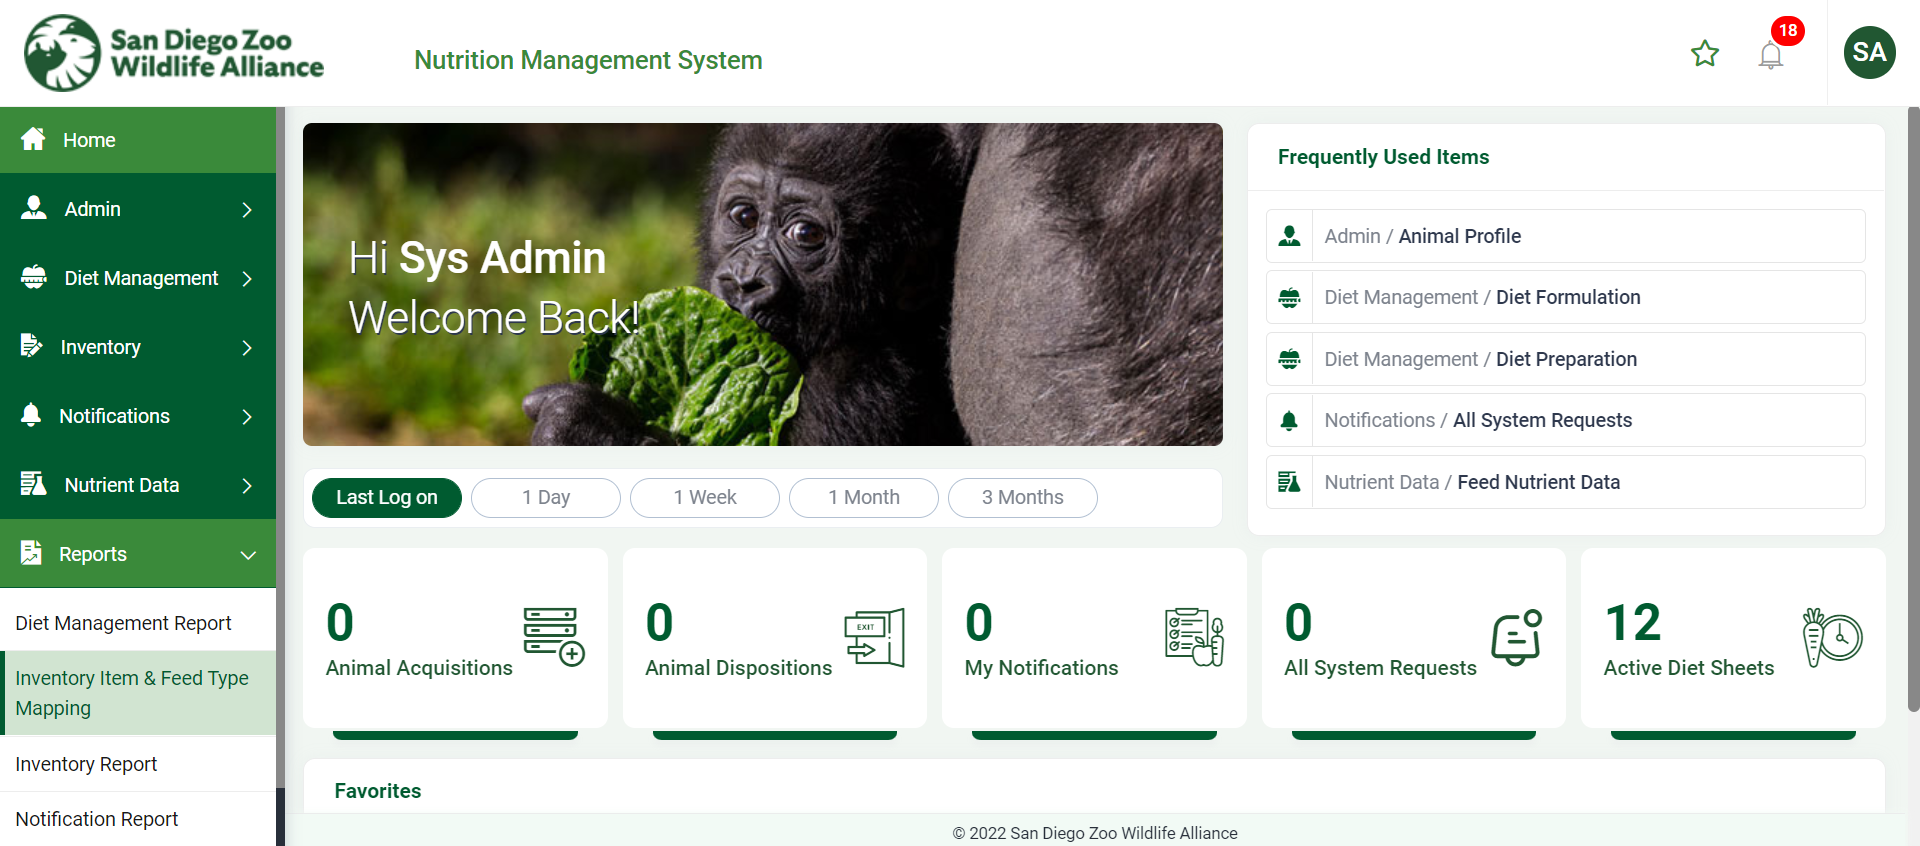 San Diego Zoo
Wildlife Alliance
Nutrition Management System
18
SA
Home
Admin
Diet Management
Inventory
Notifications
Nutrient Data
Reports
Diet Management Report
Inventory Item & Feed Type
Mapping
Inventory Report
Notification Report
Hi Sys Admin
Welcome Back!
Frequently Used Items
Admin / Animal Profile
Diet Management / Diet Formulation
Diet Management / Diet Preparation
Notifications / All System Requests
Nutrient Data / Feed Nutrient Data
Last Log on
1 Day
1 Week
1 Month
3 Months
0
Animal Acquisitions
0
EXIT
Animal Dispositions
0
My Notifications
0
All System Requests
12
Active Diet Sheets
Favorites
© 2022 San Diego Zoo Wildlife Alliance